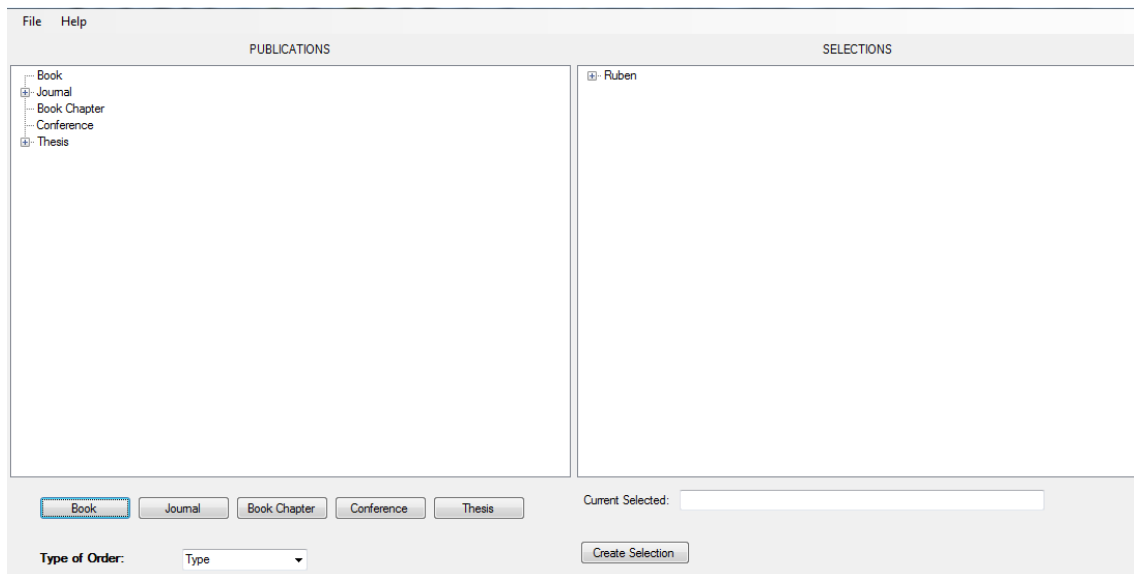 File Help
PUBLICATIONS
SELECTIONS
Book
Journal
Book Chapter
Conference
Thesis
Ruben
Book
Journal
Book Chapter
Conference
Thesis
Current Selected:
Type of Order:
Type
Create Selection